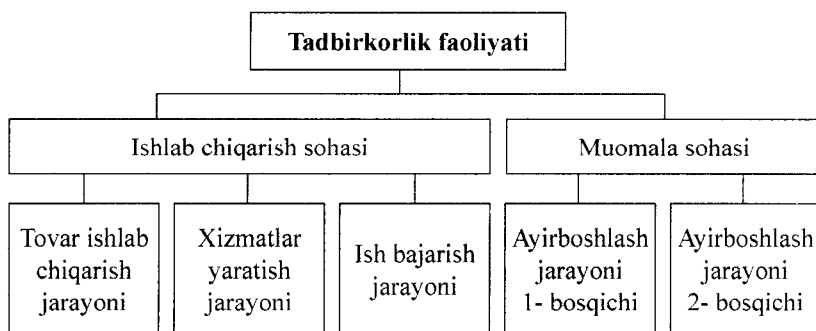 Tadbirkorlik faoliyati
Ishlab chiqarish sohasi
Muomala sohasi
Tovar ishlab
chiqarish
jarayoni
Xizmatlar
yaratish
jarayoni
Ish bajarish
jarayoni
Ayirboshlash
jarayoni
1- bosqichi
Ayirboshlash
jarayoni
2- bosqichi